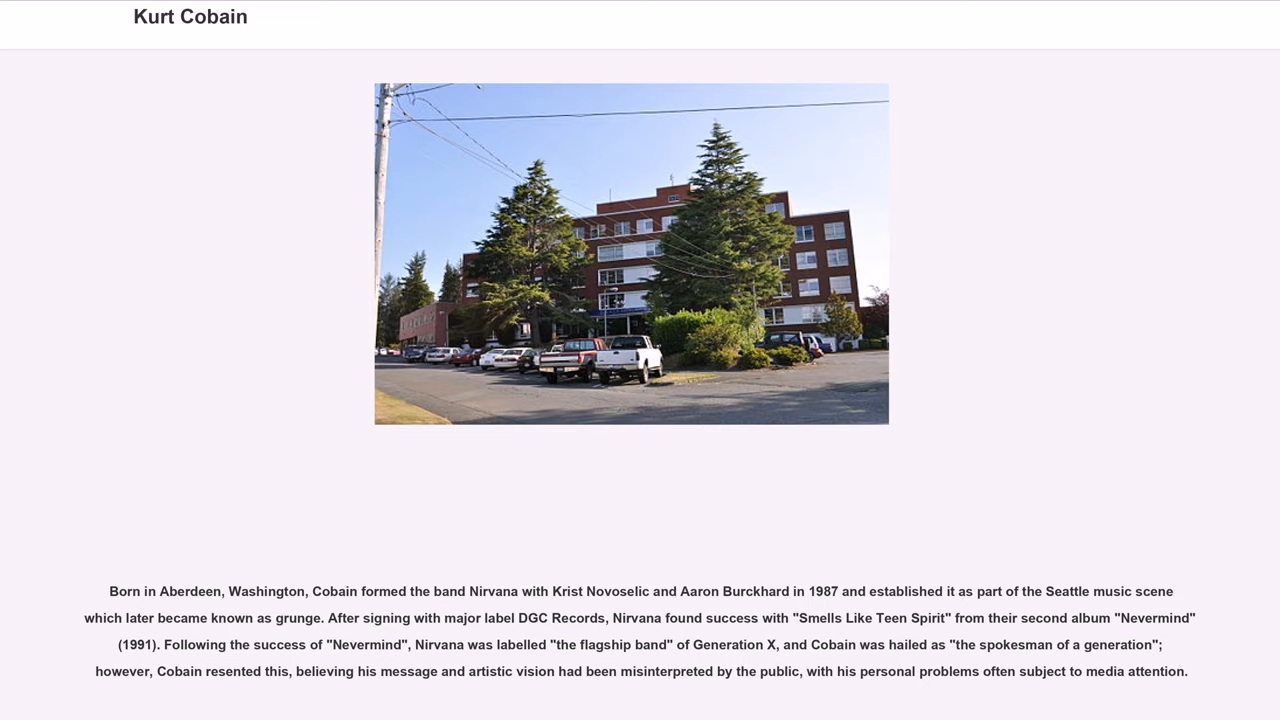 Kurt Cobain
Born in Aberdeen, Washington, Cobain formed the band Nirvana with Krist Novoselic and Aaron Burckhard in 1987 and established it as part of the Seattle music scene
which later became known as grunge. After signing with major label DGC Records, Nirvana found success with "Smells Like Teen Spirit" from their second album "Nevermind"
(1991). Following the success of "Nevermind", Nirvana was labelled "the flagship band" of Generation X, and Cobain was hailed as "the spokesman of a generation";
however, Cobain resented this, believing his message and artistic vision had been misinterpreted by the public, with his personal problems often subject to media attention.